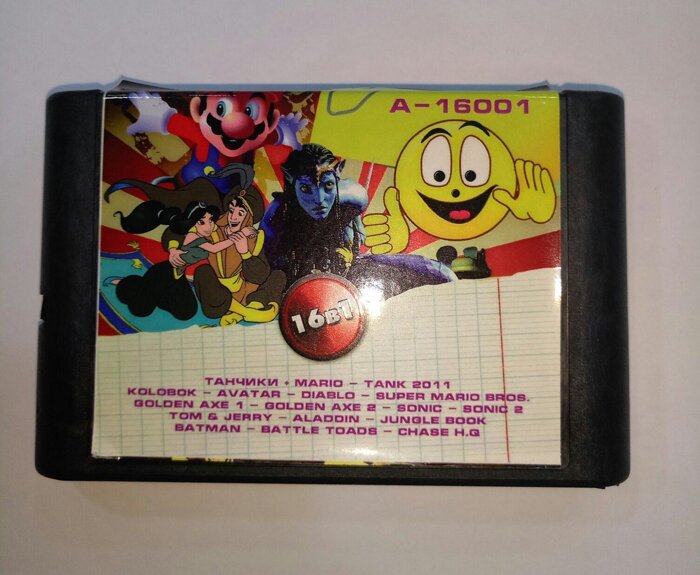 A-16001
16в1
ТАНЧИКИ + MARIO - TANK 2011
KOLOBOK - AVATAR - DIABLO - SUPER MARIO BROS.
GOLDEN AXE 1 - GOLDEN AXE 2 - SONIC - SONIC 2
TOM & JERRY - ALADDIN - JUNGLE BOOK
BATMAN - BATTLE TOADS - CHASE H.Q